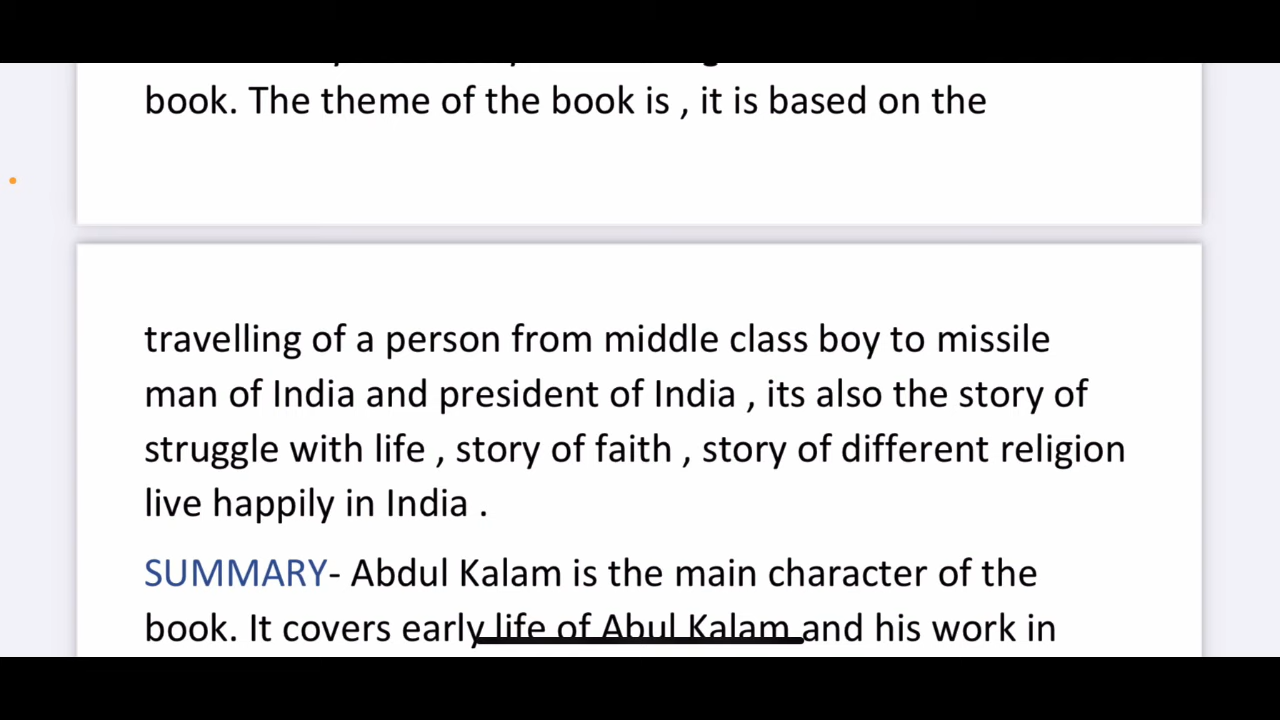 book. The theme of the book is , it is based on the
travelling of a person from middle class boy to missile
man of India and president of India , its also the story of
struggle with life , story of faith , story of different religion
live happily in India .
SUMMARY- Abdul Kalam is the main character of the
book. It covers early life of Abul Kalam and his work in